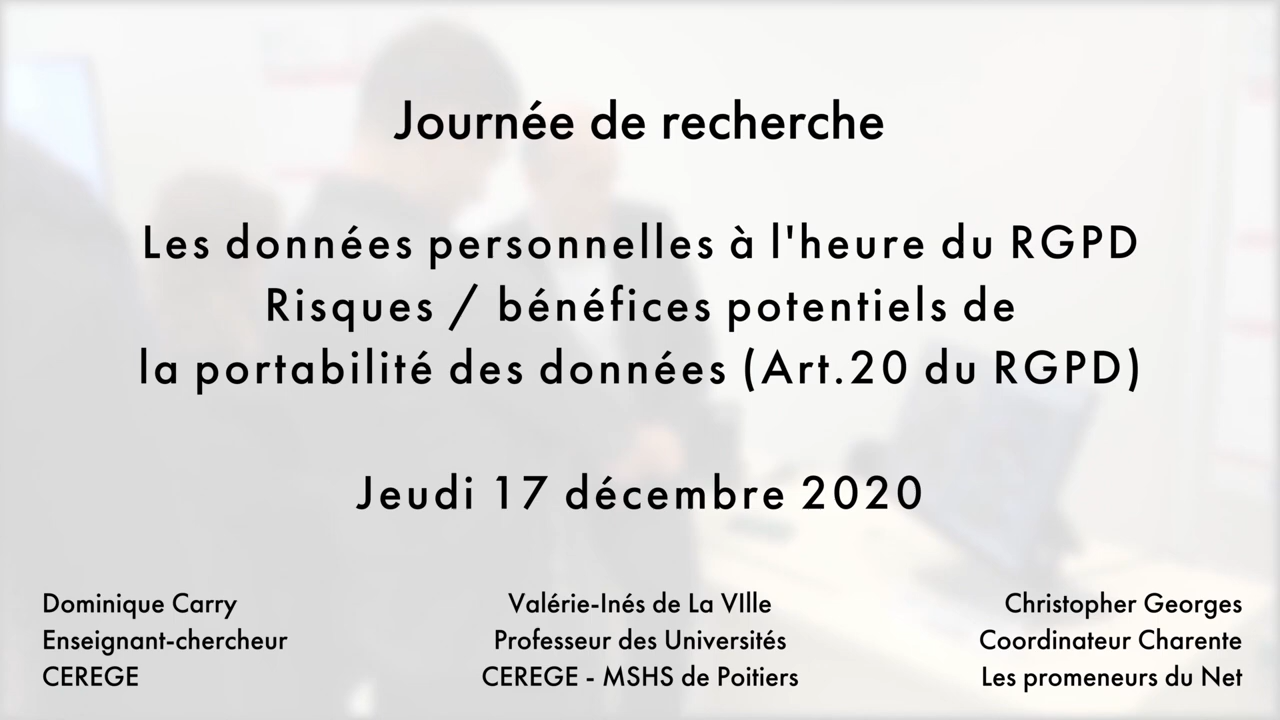 Journée de recherche
Les données personnelles à l'heure du RGPD
Risques / bénéfices potentiels de
la portabilité des données (Art.20 du RGPD)
Jeudi 17 décembre 2020
Dominique Carry
Enseignant-chercheur
CEREGE
Valérie-Inés de La VIlle
Professeur des Universités
CEREGE - MSHS de Poitiers
Christopher Georges
Coordinateur Charente
Les promeneurs du Net